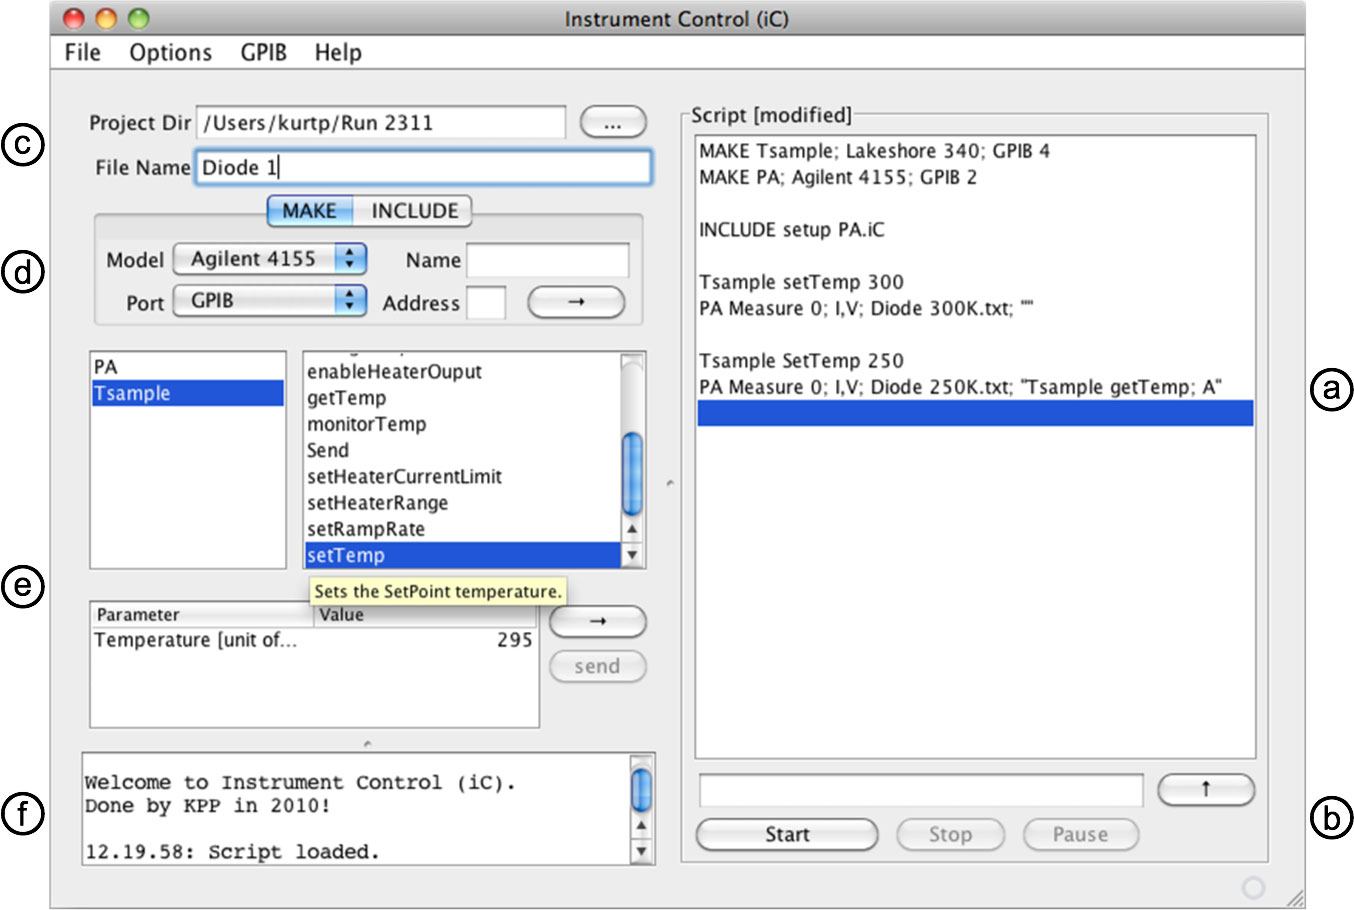 Instrument Control (iC)
File Options GPIB Help
c
Project Dir /Users/kurtp/Run 2311 ...
File Name Diode 1
MAKE INCLUDE
d
Model Agilent 4155 Name
Port GPIB Address →
PA
Tsample
enableHeaterOuput
getTemp
monitorTemp
Send
setHeaterCurrentLimit
setHeaterRange
setRampRate
setTemp
e
Sets the SetPoint temperature.
Parameter Value
Temperature [unit of... 295
→
send
f
Welcome to Instrument Control (iC).
Done by KPP in 2010!
12.19.58: Script loaded.
Script [modified]
MAKE Tsample; Lakeshore 340; GPIB 4
MAKE PA; Agilent 4155; GPIB 2
INCLUDE setup PA.iC
Tsample setTemp 300
PA Measure 0; I,V; Diode 300K.txt; ""
Tsample SetTemp 250
PA Measure 0; I,V; Diode 250K.txt; "Tsample getTemp; A"
a
↑
Start Stop Pause
b